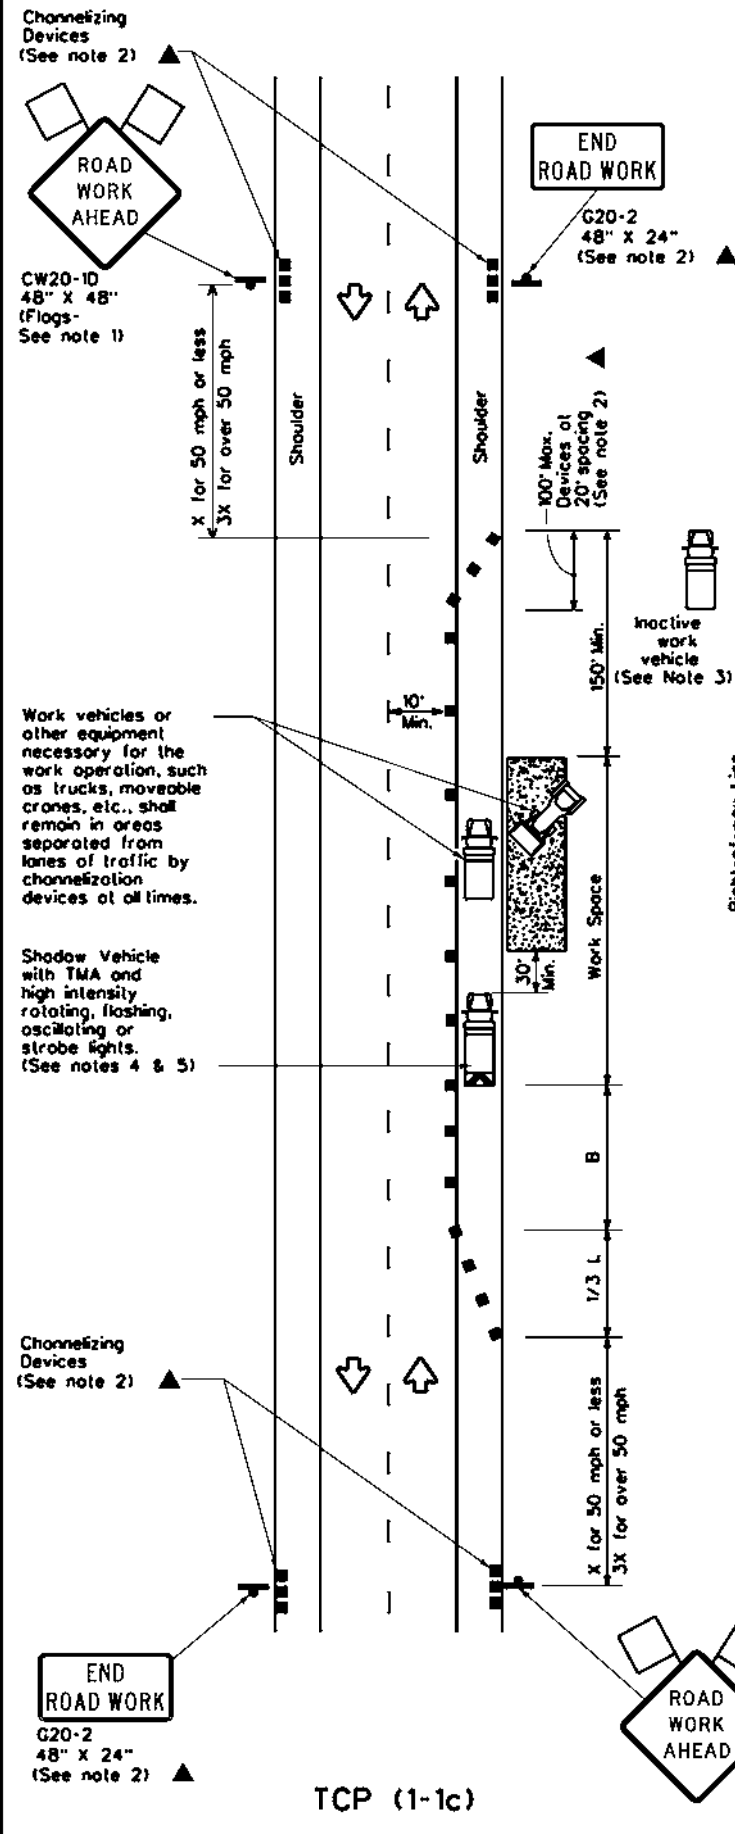 Channelizing
Devices
(See note 2) ▲
ROAD
WORK
AHEAD
CW20-1D
48" X 48"
(Flags-
See note 1)
END
ROAD WORK
G20-2
48" X 24"
(See note 2) ▲
X for 50 mph or less
3X for over 50 mph
Shoulder
Shoulder
100' Max.
Devices at
20' spacing
(See note 2)
150' Min.
Inactive
work
vehicle
(See Note 3)
10'
Min.
Work vehicles or
other equipment
necessary for the
work operation, such
as trucks, moveable
cranes, etc., shall
remain in areas
separated from
lanes of traffic by
channelization
devices at all times.
Work Space
30'
Min.
Shadow Vehicle
with TMA and
high intensity
rotating, flashing,
oscillating or
strobe lights.
(See notes 4 & 5)
B
1/3 L
Channelizing
Devices
(See note 2) ▲
X for 50 mph or less
3X for over 50 mph
END
ROAD WORK
G20-2
48" X 24"
(See note 2) ▲
ROAD
WORK
AHEAD
TCP (1-1c)